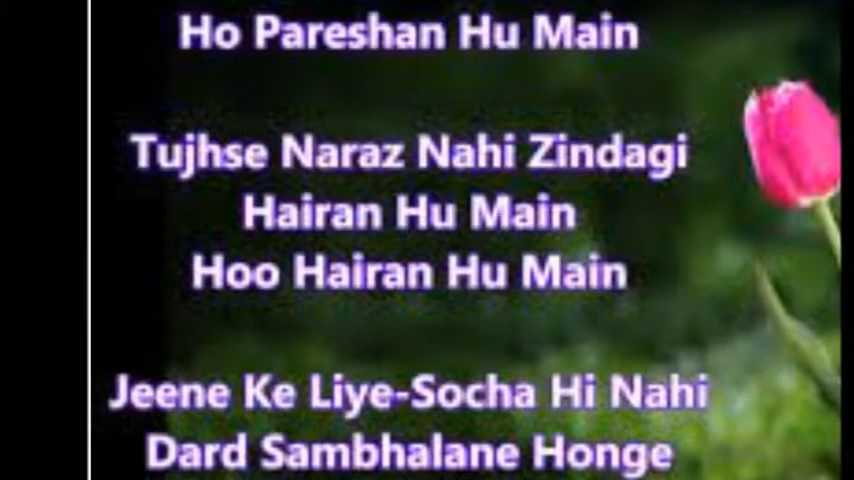 Ho Pareshan Hu Main
Tujhse Naraz Nahi Zindagi
Hairan Hu Main
Hoo Hairan Hu Main
Jeene Ke Liye-Socha Hi Nahi
Dard Sambhalane Honge